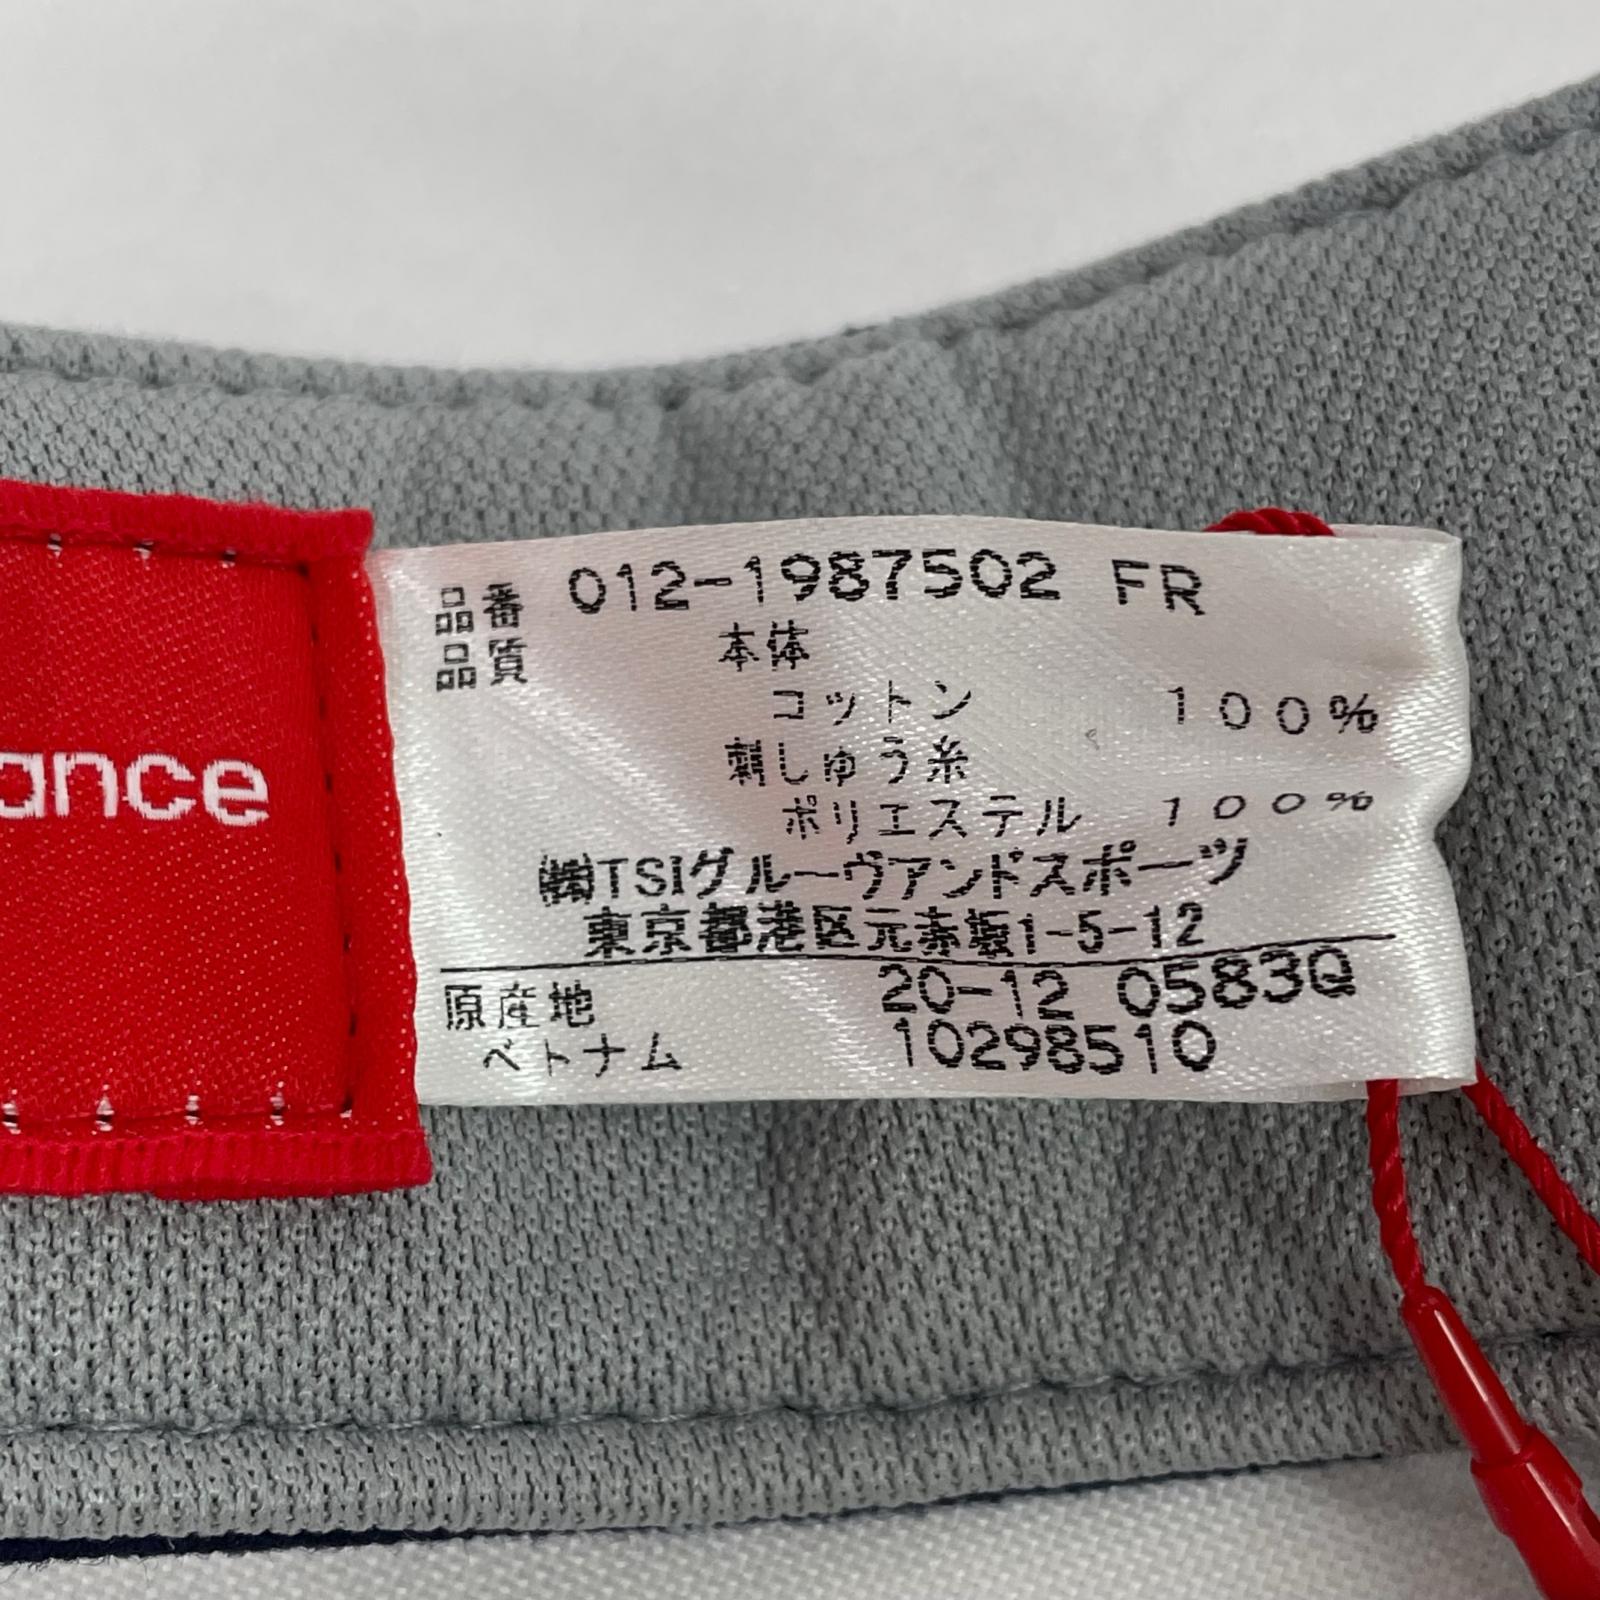 ance
品番 012-1987502 FR
品質 本体
コットン 100%
刺しゅう糸
ポリエステル 100%
㈱TSIグルーヴアンドスポーツ
東京都港区元赤坂1-5-12
原産地 20-12 0583Q
ベトナム 10298510